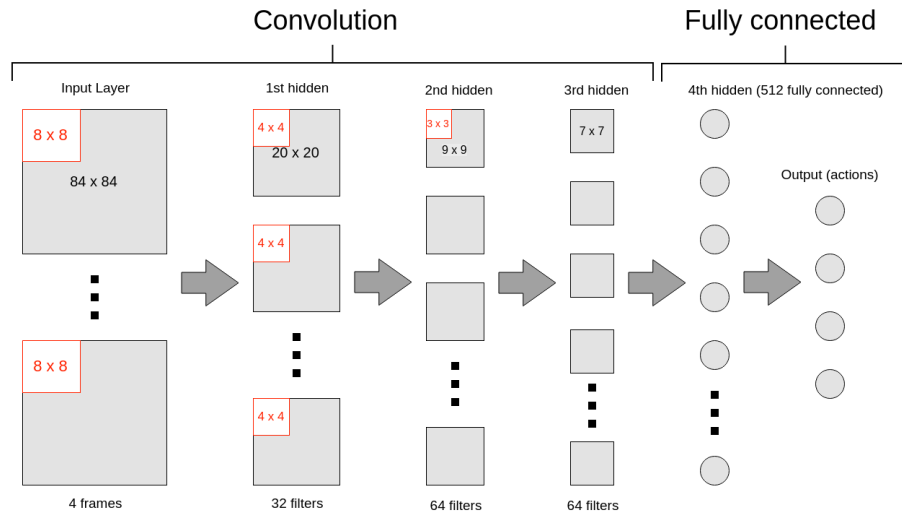 Convolution
Fully connected
Input Layer
1st hidden
2nd hidden
3rd hidden
4th hidden (512 fully connected)
8 x 8
84 x 84
4 x 4
20 x 20
3 x 3
9 x 9
7 x 7
Output (actions)
4 x 4
8 x 8
4 x 4
4 frames
32 filters
64 filters
64 filters